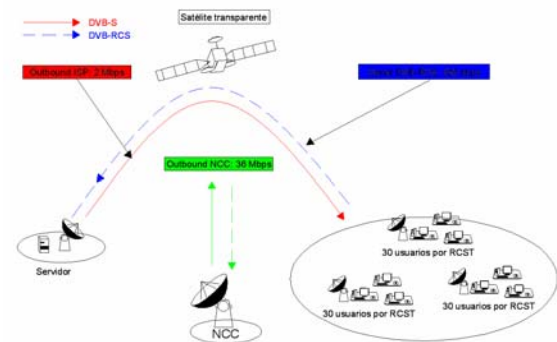 DVB-S
DVB-RCS
Satélite transparente
Outbound ISP: 2 Mbps
Outbound NCC: 36 Mbps
Servidor
NCC
30 usuarios por RCST
30 usuarios por RCST
30 usuarios por RCST